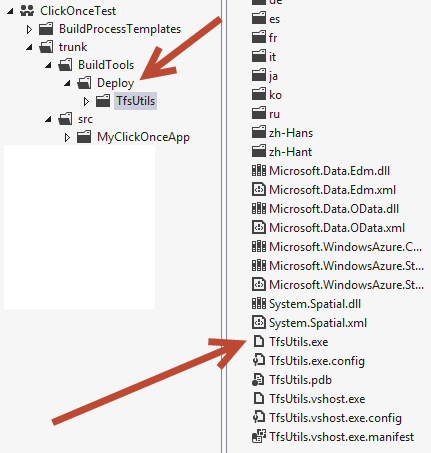 ClickOnceTest
BuildProcessTemplates
trunk
BuildTools
Deploy
TfsUtils
src
MyClickOnceApp
de
es
fr
it
ja
ko
ru
zh-Hans
zh-Hant
Microsoft.Data.Edm.dll
Microsoft.Data.Edm.xml
Microsoft.Data.OData.dll
Microsoft.Data.OData.xml
Microsoft.WindowsAzure.C...
Microsoft.WindowsAzure.St...
Microsoft.WindowsAzure.St...
System.Spatial.dll
System.Spatial.xml
TfsUtils.exe
TfsUtils.exe.config
TfsUtils.pdb
TfsUtils.vshost.exe
TfsUtils.vshost.exe.config
TfsUtils.vshost.exe.manifest